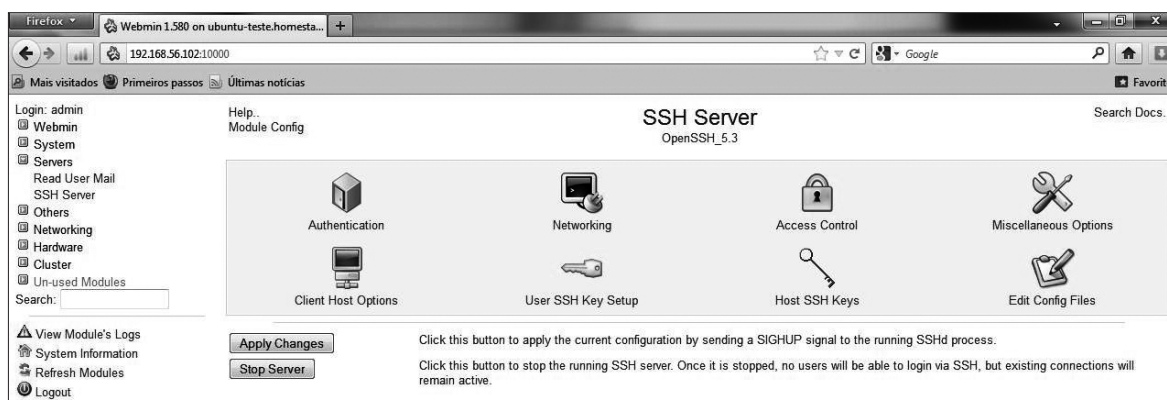 Firefox
Webmin 1.580 on ubuntu-teste.homesta...
192.168.56.102:10000
Google
Mais visitados Primeiros passos Últimas notícias
Favorit
Login: admin
Webmin
System
Servers
Read User Mail
SSH Server
Others
Networking
Hardware
Cluster
Un-used Modules
Search:
View Module's Logs
System Information
Refresh Modules
Logout
Help..
Module Config
SSH Server
OpenSSH_5.3
Search Docs.
Authentication
Networking
Access Control
Miscellaneous Options
Client Host Options
User SSH Key Setup
Host SSH Keys
Edit Config Files
Apply Changes
Click this button to apply the current configuration by sending a SIGHUP signal to the running SSHd process.
Stop Server
Click this button to stop the running SSH server. Once it is stopped, no users will be able to login via SSH, but existing connections will
remain active.